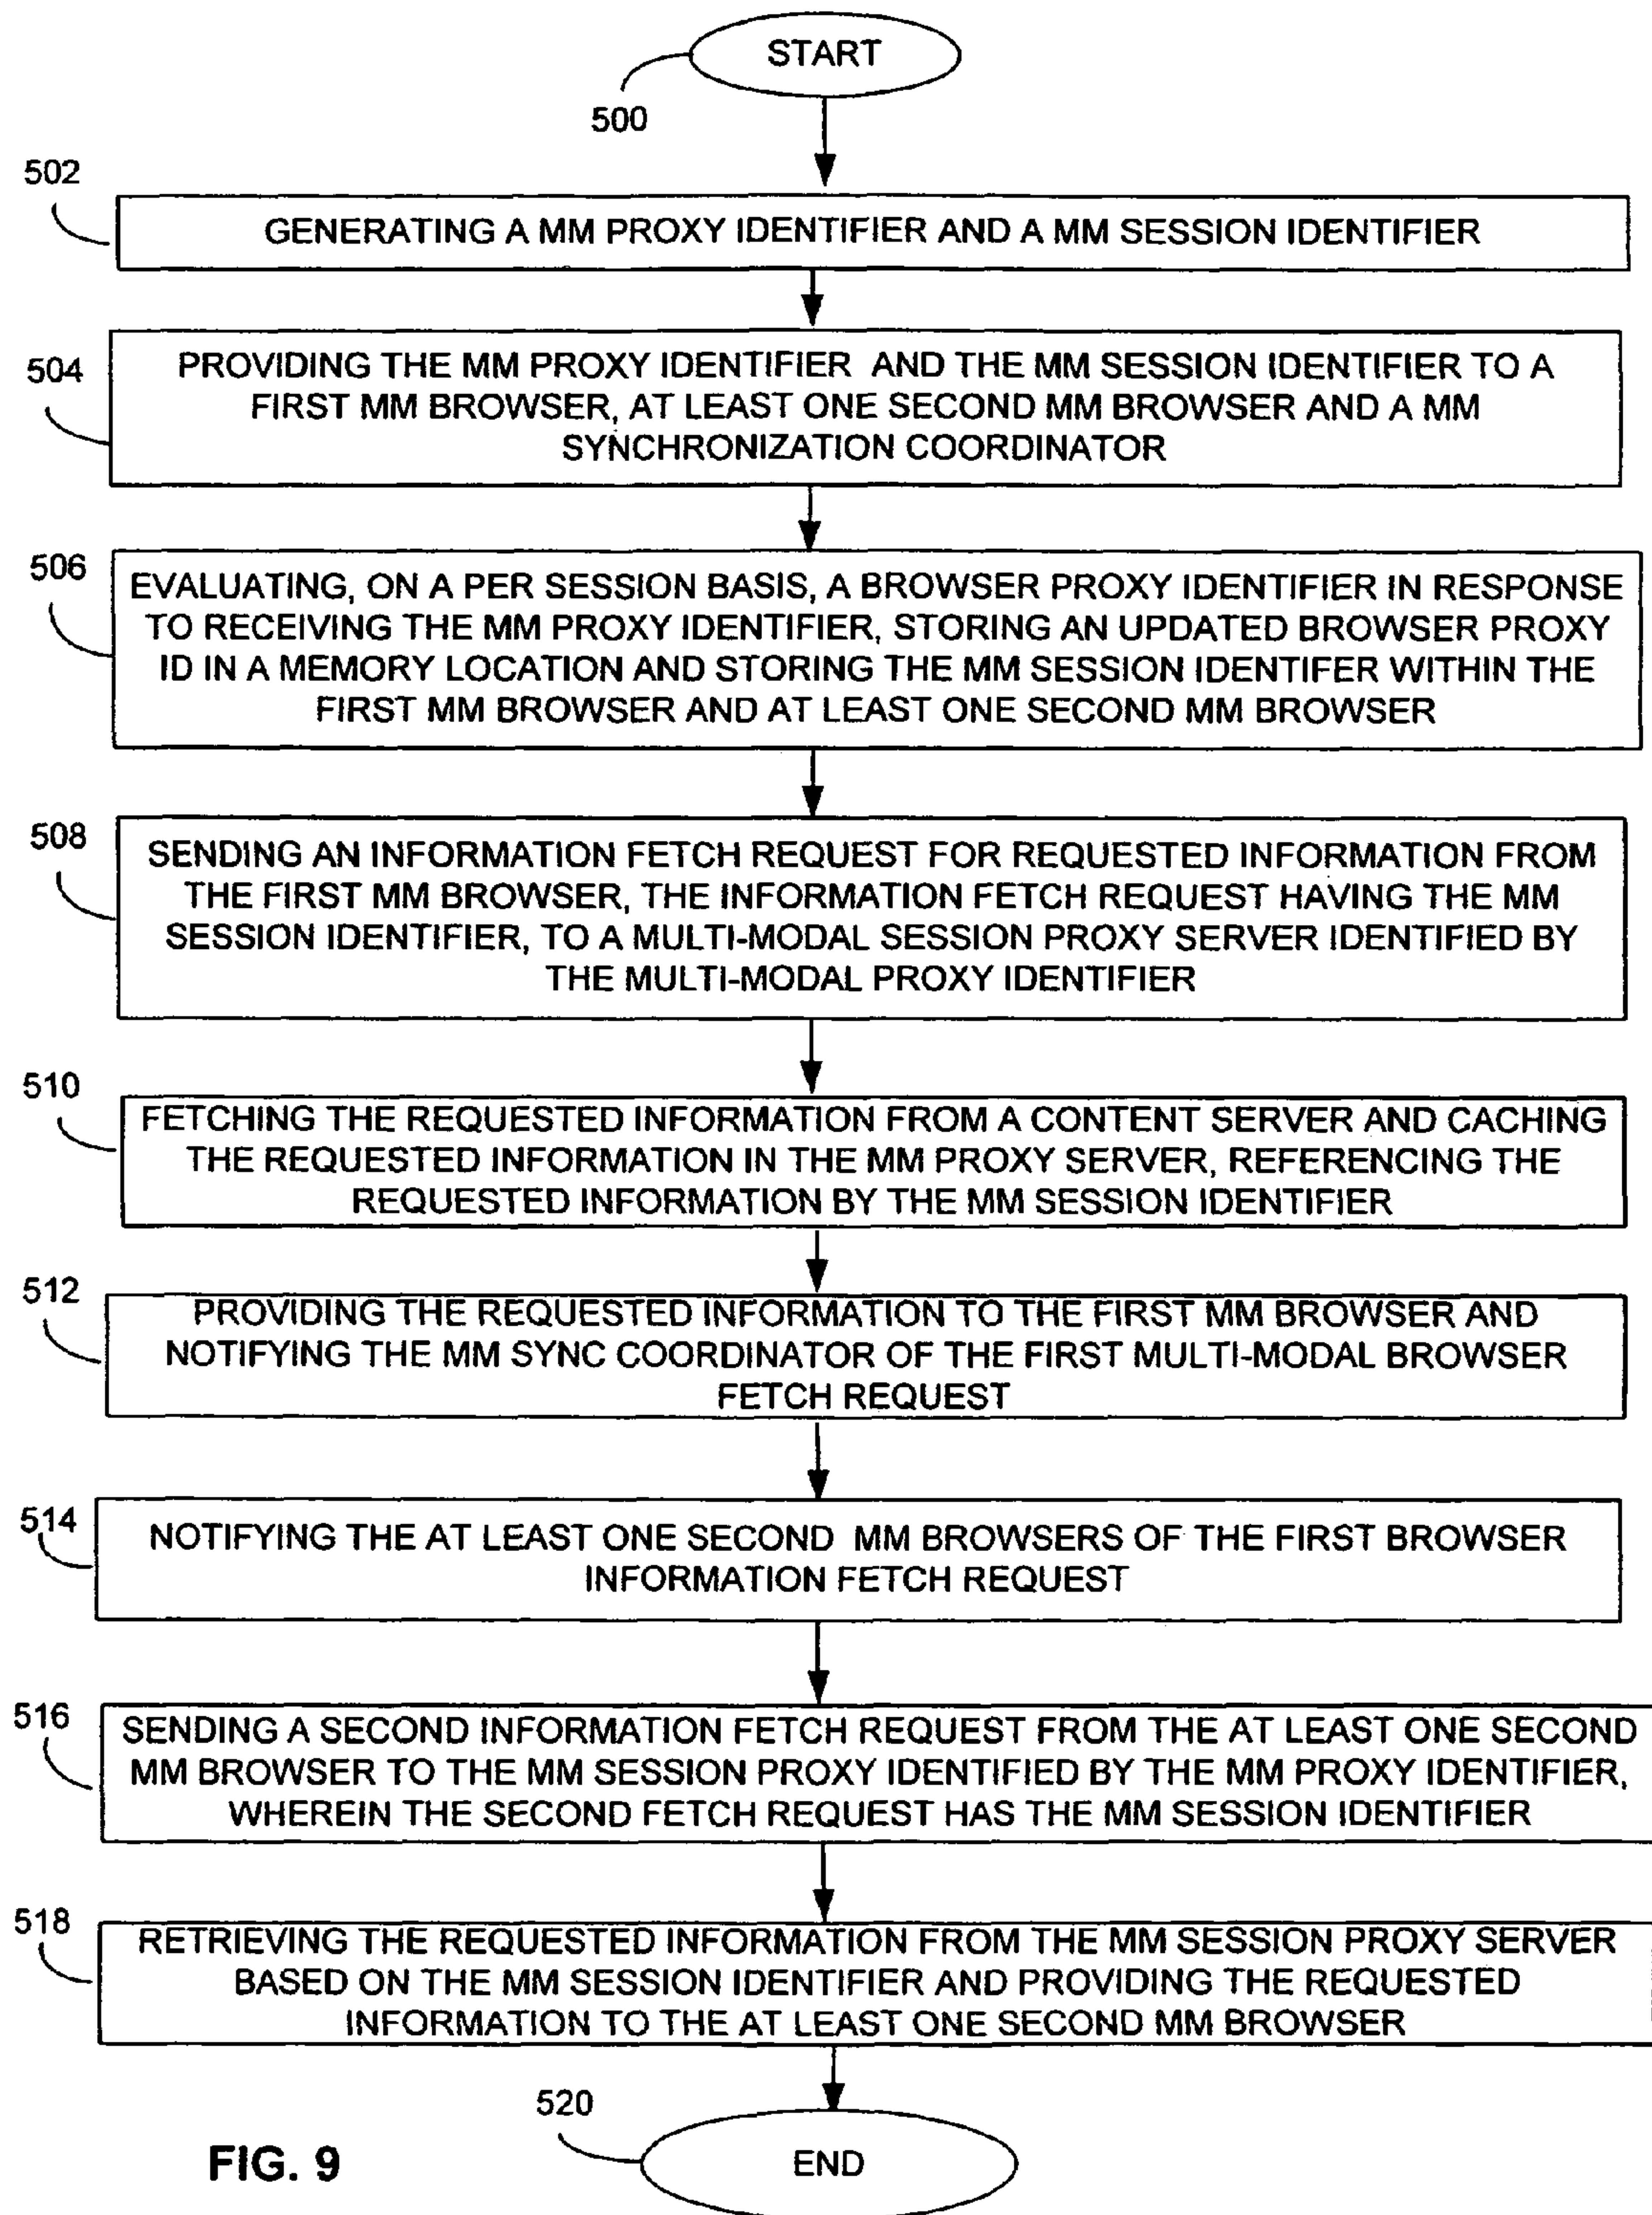 START
500
502
GENERATING A MM PROXY IDENTIFIER AND A MM SESSION IDENTIFIER
504
PROVIDING THE MM PROXY IDENTIFIER AND THE MM SESSION IDENTIFIER TO A
FIRST MM BROWSER, AT LEAST ONE SECOND MM BROWSER AND A MM
SYNCHRONIZATION COORDINATOR
506
EVALUATING, ON A PER SESSION BASIS, A BROWSER PROXY IDENTIFIER IN RESPONSE
TO RECEIVING THE MM PROXY IDENTIFIER, STORING AN UPDATED BROWSER PROXY
ID IN A MEMORY LOCATION AND STORING THE MM SESSION IDENTIFER WITHIN THE
FIRST MM BROWSER AND AT LEAST ONE SECOND MM BROWSER
508
SENDING AN INFORMATION FETCH REQUEST FOR REQUESTED INFORMATION FROM
THE FIRST MM BROWSER, THE INFORMATION FETCH REQUEST HAVING THE MM
SESSION IDENTIFIER, TO A MULTI-MODAL SESSION PROXY SERVER IDENTIFIED BY
THE MULTI-MODAL PROXY IDENTIFIER
510
FETCHING THE REQUESTED INFORMATION FROM A CONTENT SERVER AND CACHING
THE REQUESTED INFORMATION IN THE MM PROXY SERVER, REFERENCING THE
REQUESTED INFORMATION BY THE MM SESSION IDENTIFIER
512
PROVIDING THE REQUESTED INFORMATION TO THE FIRST MM BROWSER AND
NOTIFYING THE MM SYNC COORDINATOR OF THE FIRST MULTI-MODAL BROWSER
FETCH REQUEST
514
NOTIFYING THE AT LEAST ONE SECOND MM BROWSERS OF THE FIRST BROWSER
INFORMATION FETCH REQUEST
516
SENDING A SECOND INFORMATION FETCH REQUEST FROM THE AT LEAST ONE SECOND
MM BROWSER TO THE MM SESSION PROXY IDENTIFIED BY THE MM PROXY IDENTIFIER,
WHEREIN THE SECOND FETCH REQUEST HAS THE MM SESSION IDENTIFIER
518
RETRIEVING THE REQUESTED INFORMATION FROM THE MM SESSION PROXY SERVER
BASED ON THE MM SESSION IDENTIFIER AND PROVIDING THE REQUESTED
INFORMATION TO THE AT LEAST ONE SECOND MM BROWSER
520
END
FIG. 9